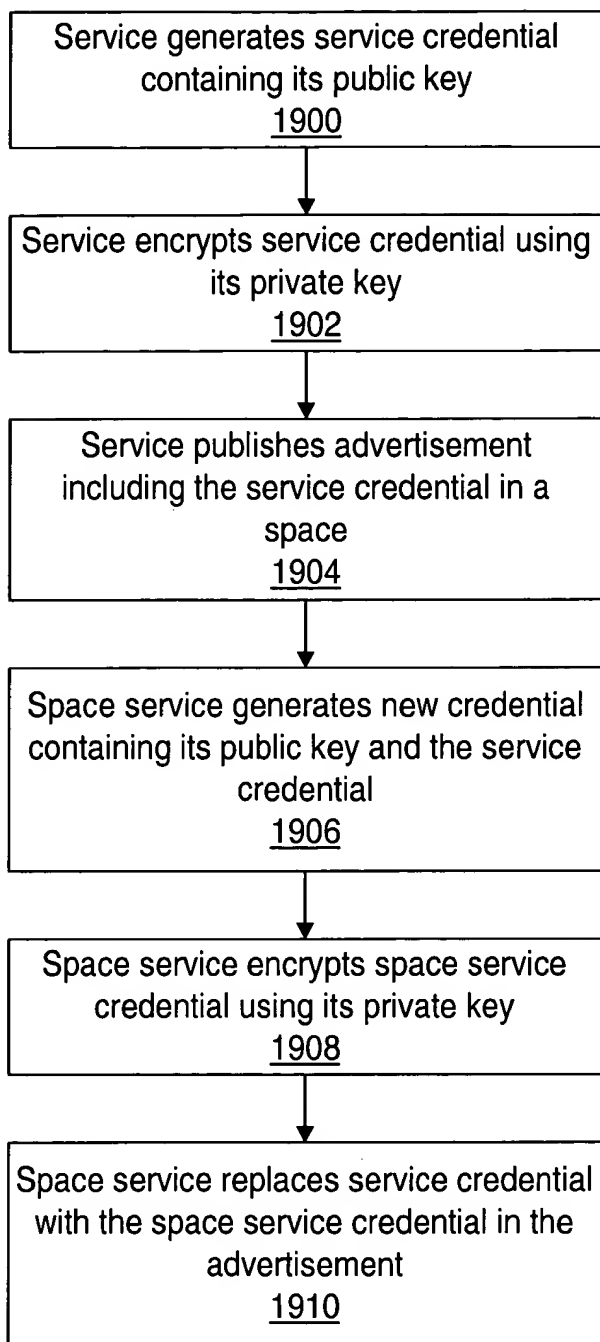 Service generates service credential
containing its public key
1900
Service encrypts service credential using
its private key
1902
Service publishes advertisement
including the service credential in a
space
1904
Space service generates new credential
containing its public key and the service
credential
1906
Space service encrypts space service
credential using its private key
1908
Space service replaces service credential
with the space service credential in the
advertisement
1910